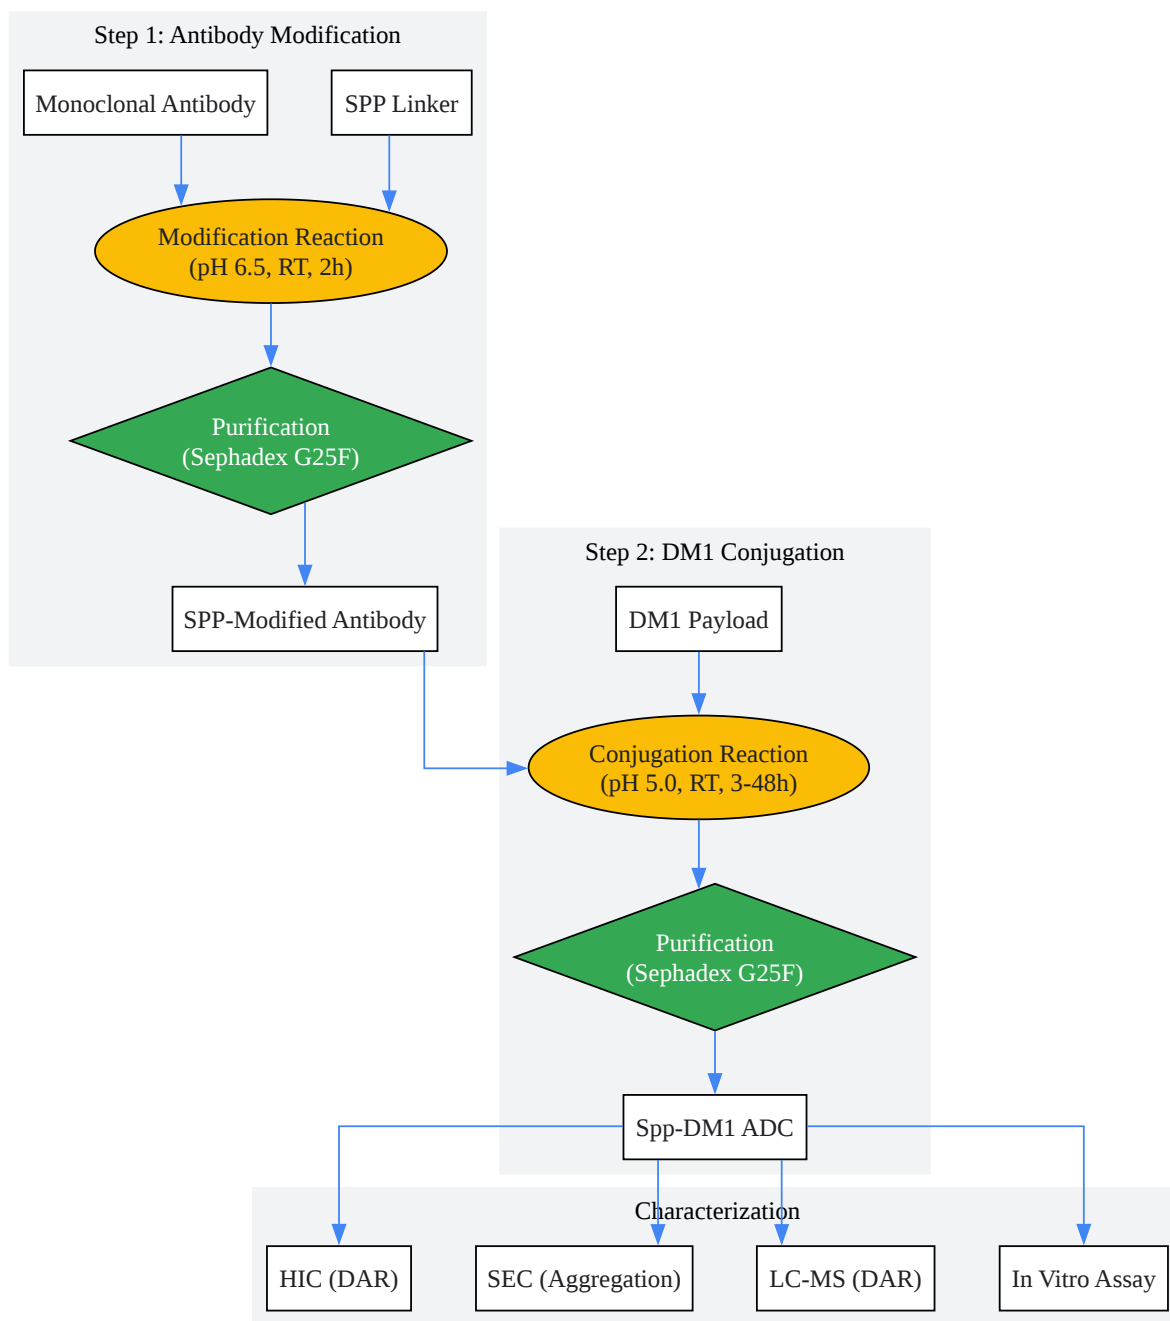 Step 1: Antibody Modification
Monoclonal Antibody
SPP Linker
Modification Reaction
(pH 6.5, RT, 2h)
Purification
(Sephadex G25F)
SPP-Modified Antibody
Step 2: DM1 Conjugation
DM1 Payload
Conjugation Reaction
(pH 5.0, RT, 3-48h)
Purification
(Sephadex G25F)
Spp-DM1 ADC
Characterization
HIC (DAR)
SEC (Aggregation)
LC-MS (DAR)
In Vitro Assay